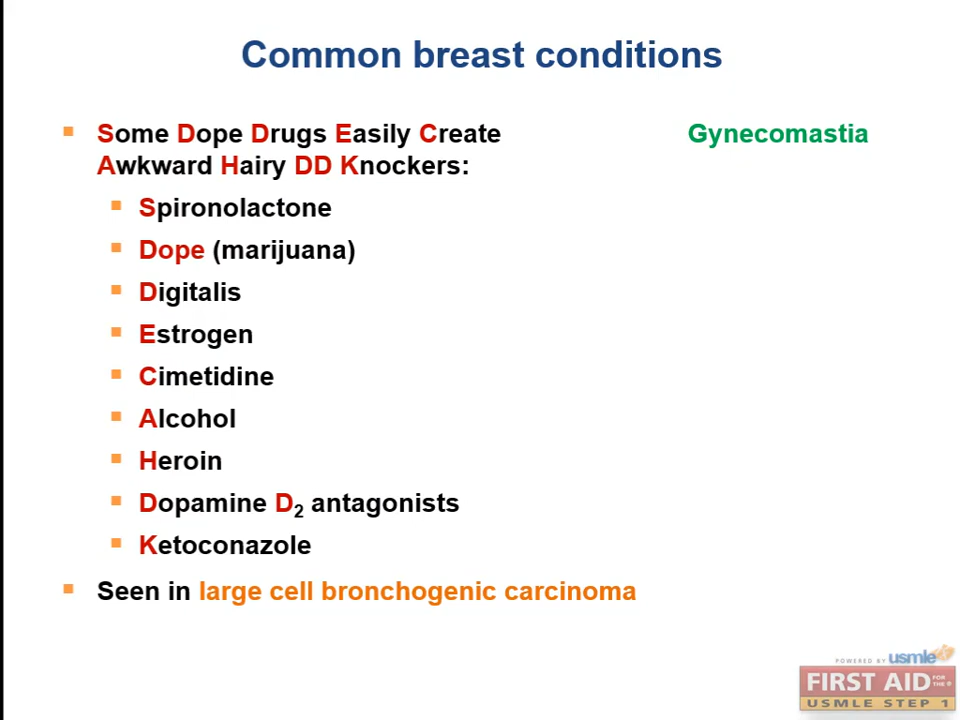 Common breast conditions
Some Dope Drugs Easily Create
Awkward Hairy DD Knockers:
Gynecomastia
Spironolactone
Dope (marijuana)
Digitalis
Estrogen
Cimetidine
Alcohol
Heroin
Dopamine D2 antagonists
Ketoconazole
Seen in large cell bronchogenic carcinoma
POWERED BY usmle
FIRST AID FOR THE®
USMLE STEP 1